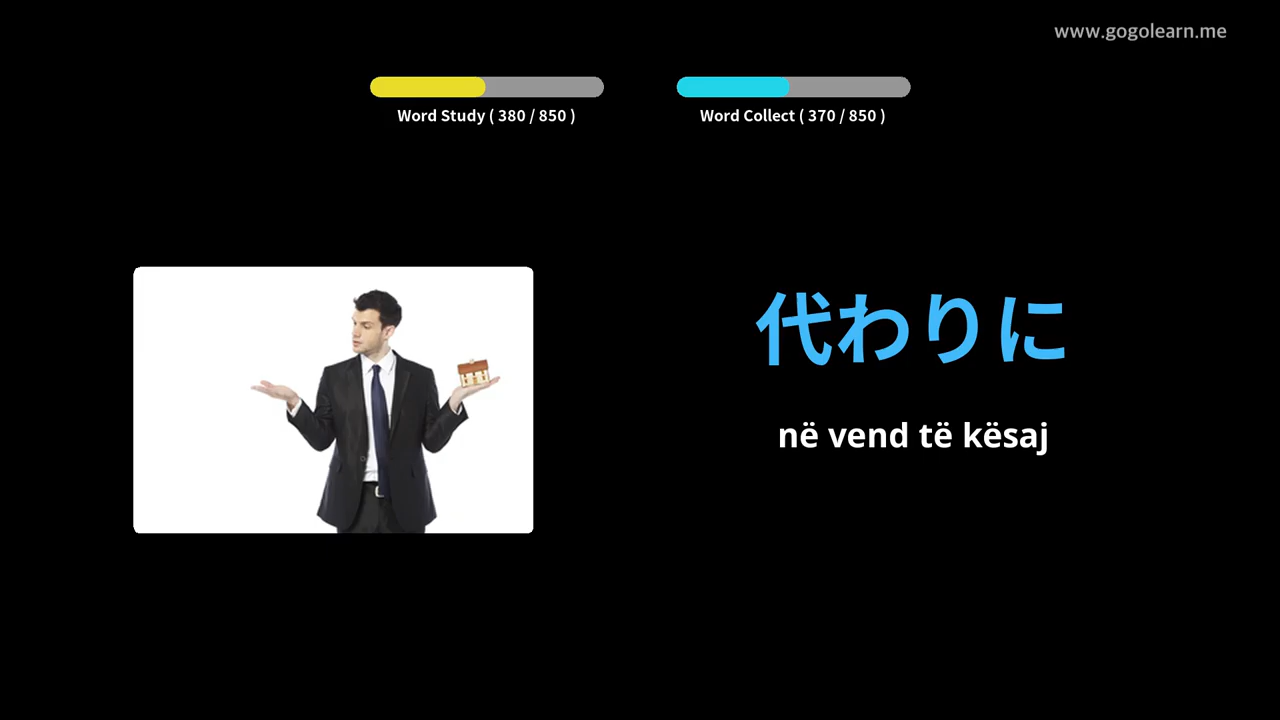 www.gogolearn.me
Word Study ( 380 / 850 )
Word Collect ( 370 / 850 )
代わりに
në vend të kësaj